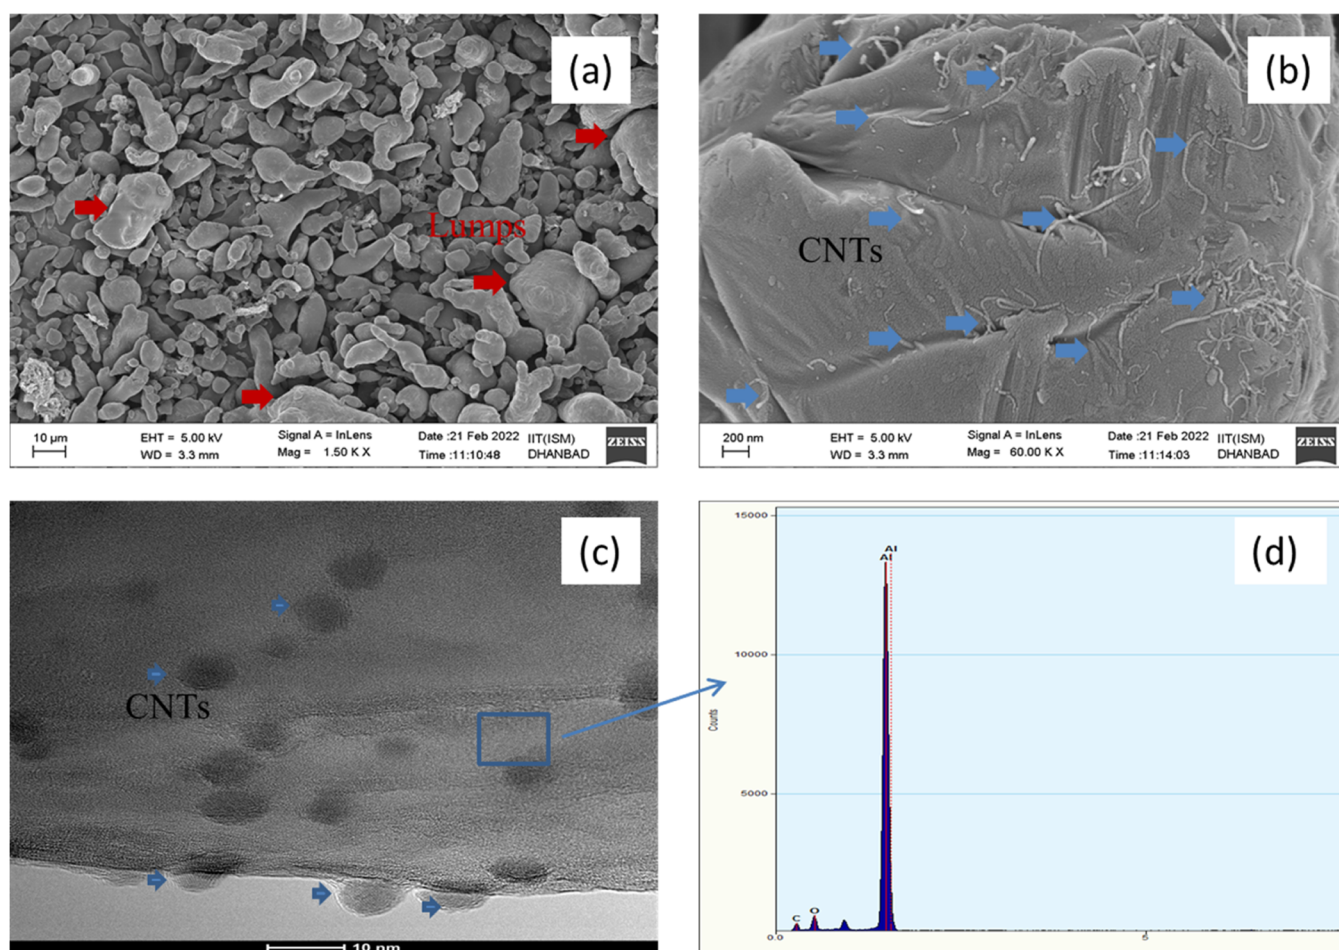 (a)
Lumps
10 µm
EHT = 5.00 kV
WD = 3.3 mm
Signal A = InLens
Mag = 1.50 K X
Date :21 Feb 2022
Time :11:10:48
IIT(ISM)
DHANBAD
ZEISS
(b)
CNTs
200 nm
EHT = 5.00 kV
WD = 3.3 mm
Signal A = InLens
Mag = 60.00 K X
Date :21 Feb 2022
Time :11:14:03
IIT(ISM)
DHANBAD
ZEISS
(c)
CNTs
10 nm
(d)
15000
Al
Al
10000
Counts
5000
C
O
0.0
5